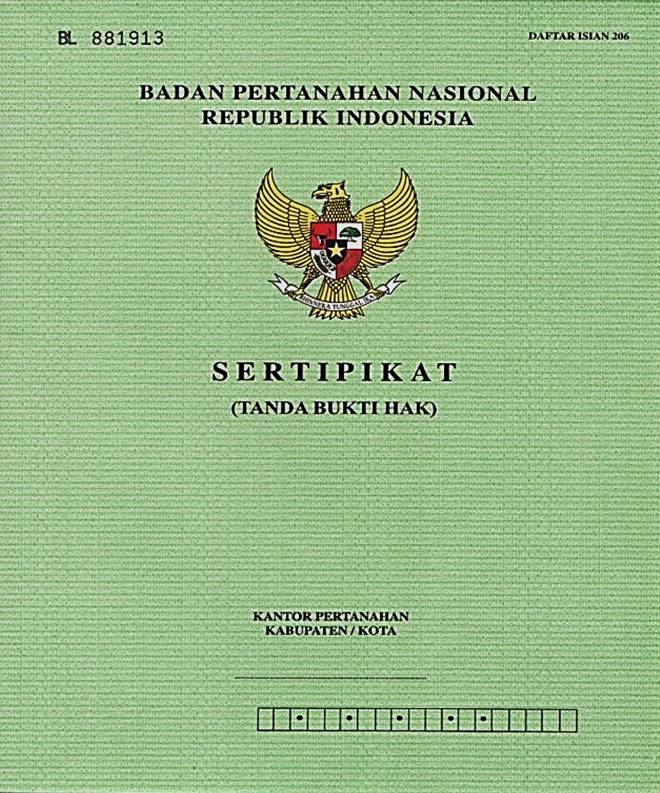 BL 881913
DAFTAR ISIAN 206
BADAN PERTANAHAN NASIONAL
REPUBLIK INDONESIA
BHINNEKA TUNGGAL IKA
SERTIPIKAT
(TANDA BUKTI HAK)
KANTOR PERTANAHAN
KABUPATEN / KOTA